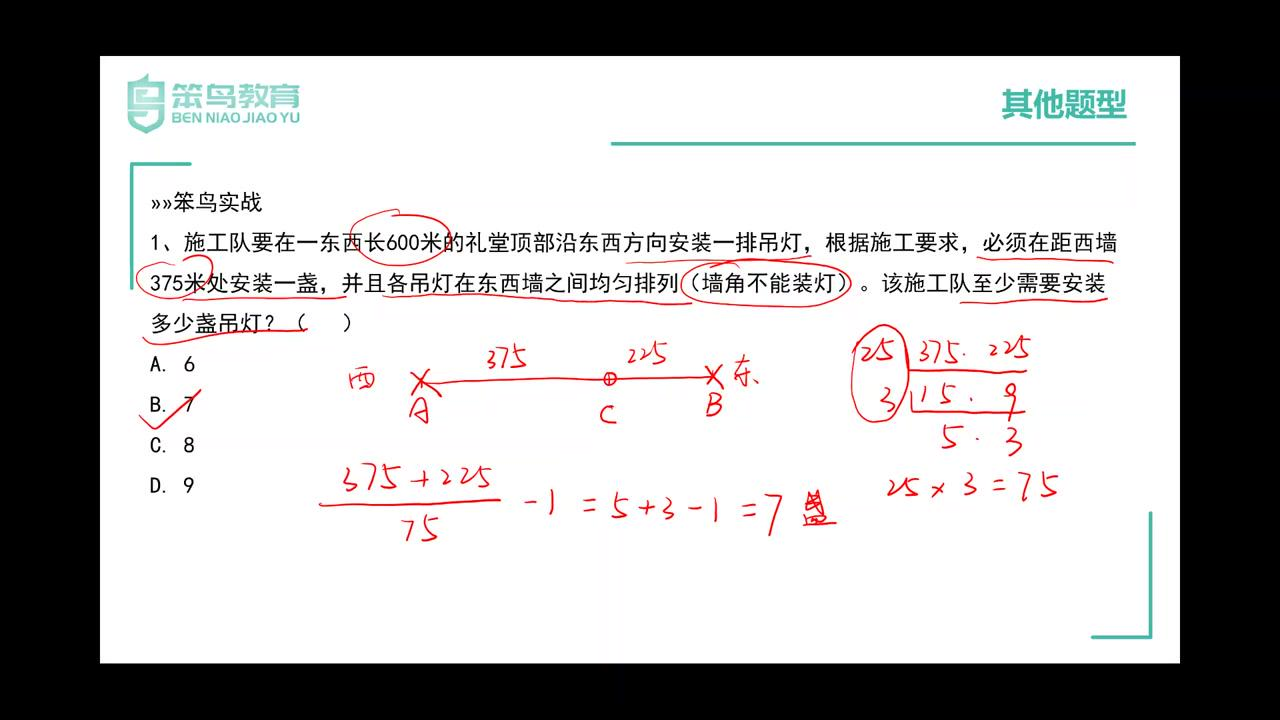 笨鸟教育
BEN NIAO JIAO YU
其他题型
»»笨鸟实战
1、施工队要在一东西长600米的礼堂顶部沿东西方向安装一排吊灯，根据施工要求，必须在距西墙
375米处安装一盏，并且各吊灯在东西墙之间均匀排列（墙角不能装灯）。该施工队至少需要安装
多少盏吊灯？（　　）
A. 6
B. 7
C. 8
D. 9
西 375 225 东
A C B
25 375. 225
3 15. 9
5. 3
25 × 3 = 75
375+225
75
-1 = 5+3-1 = 7 盏